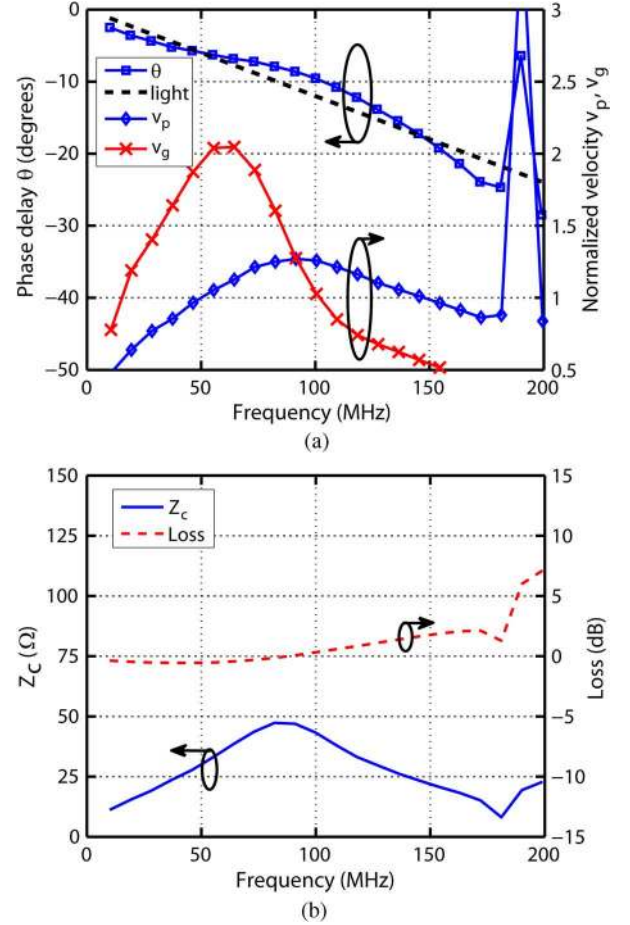 0
−10
−20
−30
−40
−50
Phase delay θ (degrees)
θ
light
vp
vg
3
2.5
2
1.5
1
0.5
Normalized velocity vp, vg
0 50 100 150 200
Frequency (MHz)
(a)
150
125
100
75
50
25
0
ZC (Ω)
Zc
Loss
15
10
5
0
−5
−10
−15
Loss (dB)
0 50 100 150 200
Frequency (MHz)
(b)